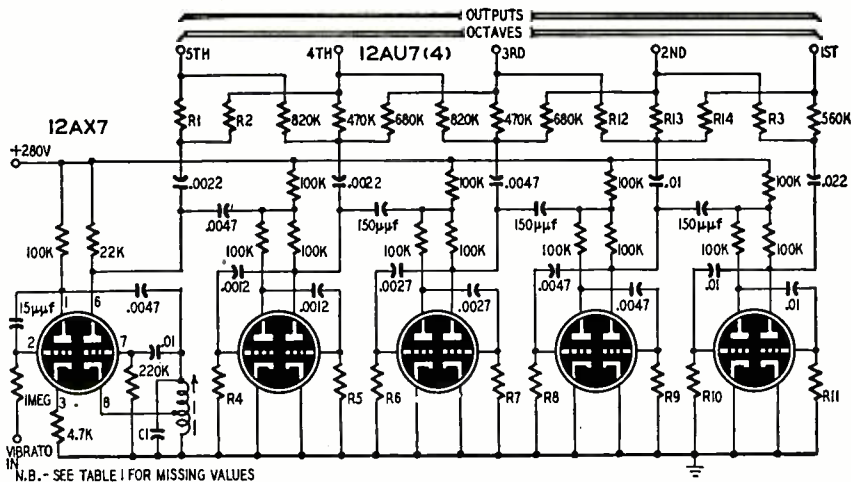 OUTPUTS
OCTAVES
5TH 4TH 12AU7(4) 3RD 2ND 1ST
R1 R2 820K 470K 680K 820K 470K 680K R12 R13 R14 R3 560K
12AX7
+280V
.0022 100K .0022 100K .0047 100K .01 100K .022
.0047 150µµf 150µµf 150µµf
100K 22K 100K 100K 100K 100K 100K 100K 100K 100K
.0047 .0012 .0012 .0027 .0027 .0047 .0047 .01 .01
15µµf 1 6
2 7 .01
220K
1MEG 3 8 R4 R5 R6 R7 R8 R9 R10 R11
4.7K C1
VIBRATO
IN
N.B.- SEE TABLE I FOR MISSING VALUES